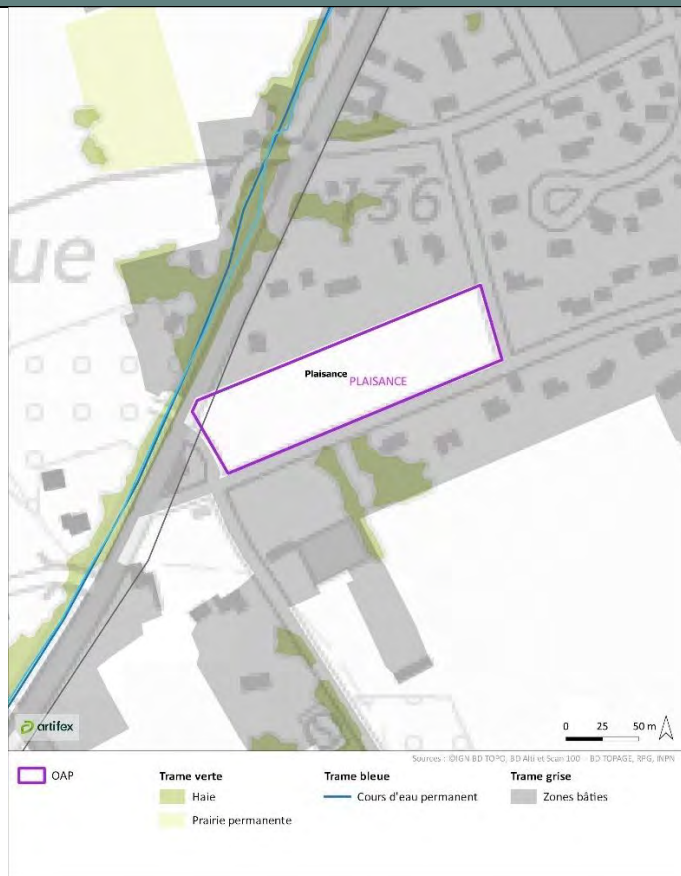 136
ue
Plaisance
PLAISANCE
artifex
0 25 50 m
Sources : ©IGN BD TOPO, BD Alti et Scan 100 - BD TOPAGE, RPG, INPN
OAP
Trame verte
Haie
Prairie permanente
Trame bleue
Cours d'eau permanent
Trame grise
Zones bâties